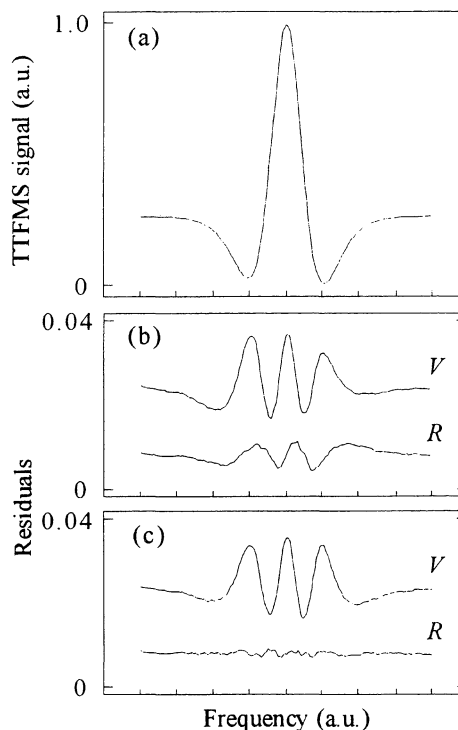 1.0
(a)
TTFMS signal (a.u.)
0
0.04
(b)
V
R
0
Residuals
0.04
(c)
V
R
0
Frequency (a.u.)